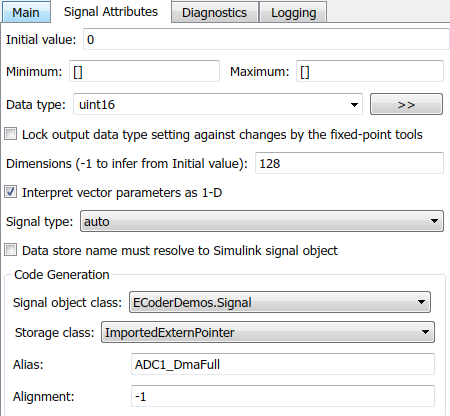 Main Signal Attributes Diagnostics Logging
Initial value: 0
Minimum: [] Maximum: []
Data type: uint16 >>
Lock output data type setting against changes by the fixed-point tools
Dimensions (-1 to infer from Initial value): 128
Interpret vector parameters as 1-D
Signal type: auto
Data store name must resolve to Simulink signal object
Code Generation
Signal object class: ECoderDemos.Signal
Storage class: ImportedExternPointer
Alias: ADC1_DmaFull
Alignment: -1